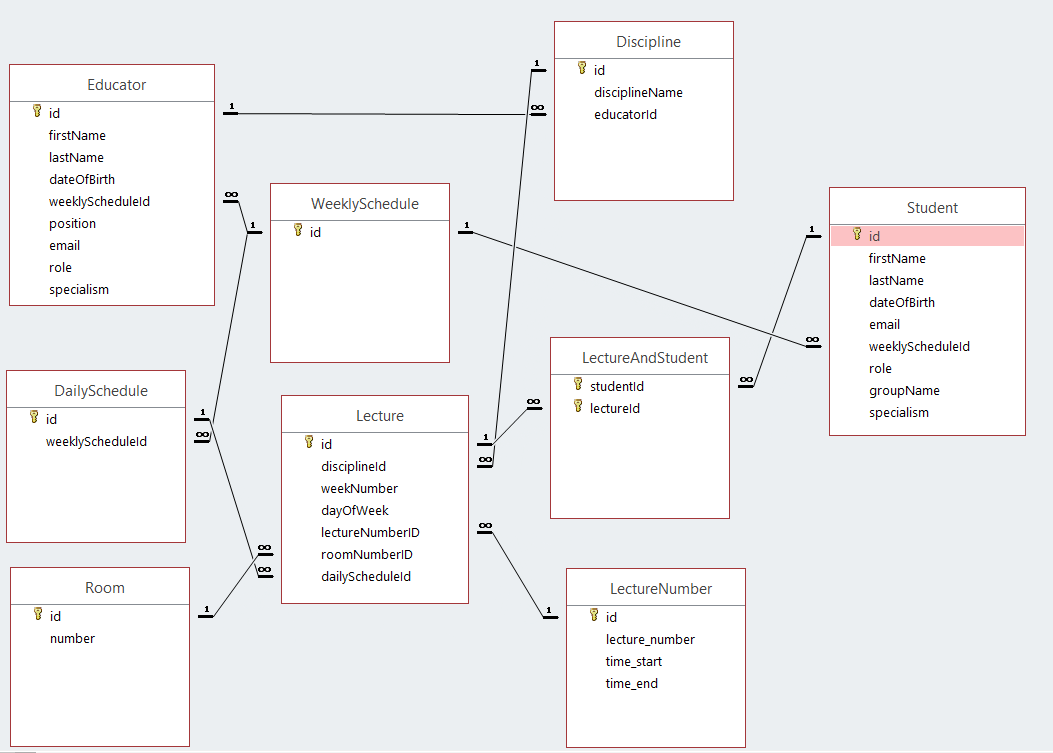 Educator
id
firstName
lastName
dateOfBirth
weeklyScheduleId
position
email
role
specialism
1
∞
Discipline
id
disciplineName
educatorId
1
∞
WeeklySchedule
id
1
1
Student
id
firstName
lastName
dateOfBirth
email
weeklyScheduleId
role
groupName
specialism
1
∞
DailySchedule
id
weeklyScheduleId
1
∞
Lecture
id
disciplineId
weekNumber
dayOfWeek
lectureNumberID
roomNumberID
dailyScheduleId
1
∞
∞
∞
∞
LectureAndStudent
studentId
lectureId
∞
∞
Room
id
number
1
LectureNumber
id
lecture_number
time_start
time_end
1